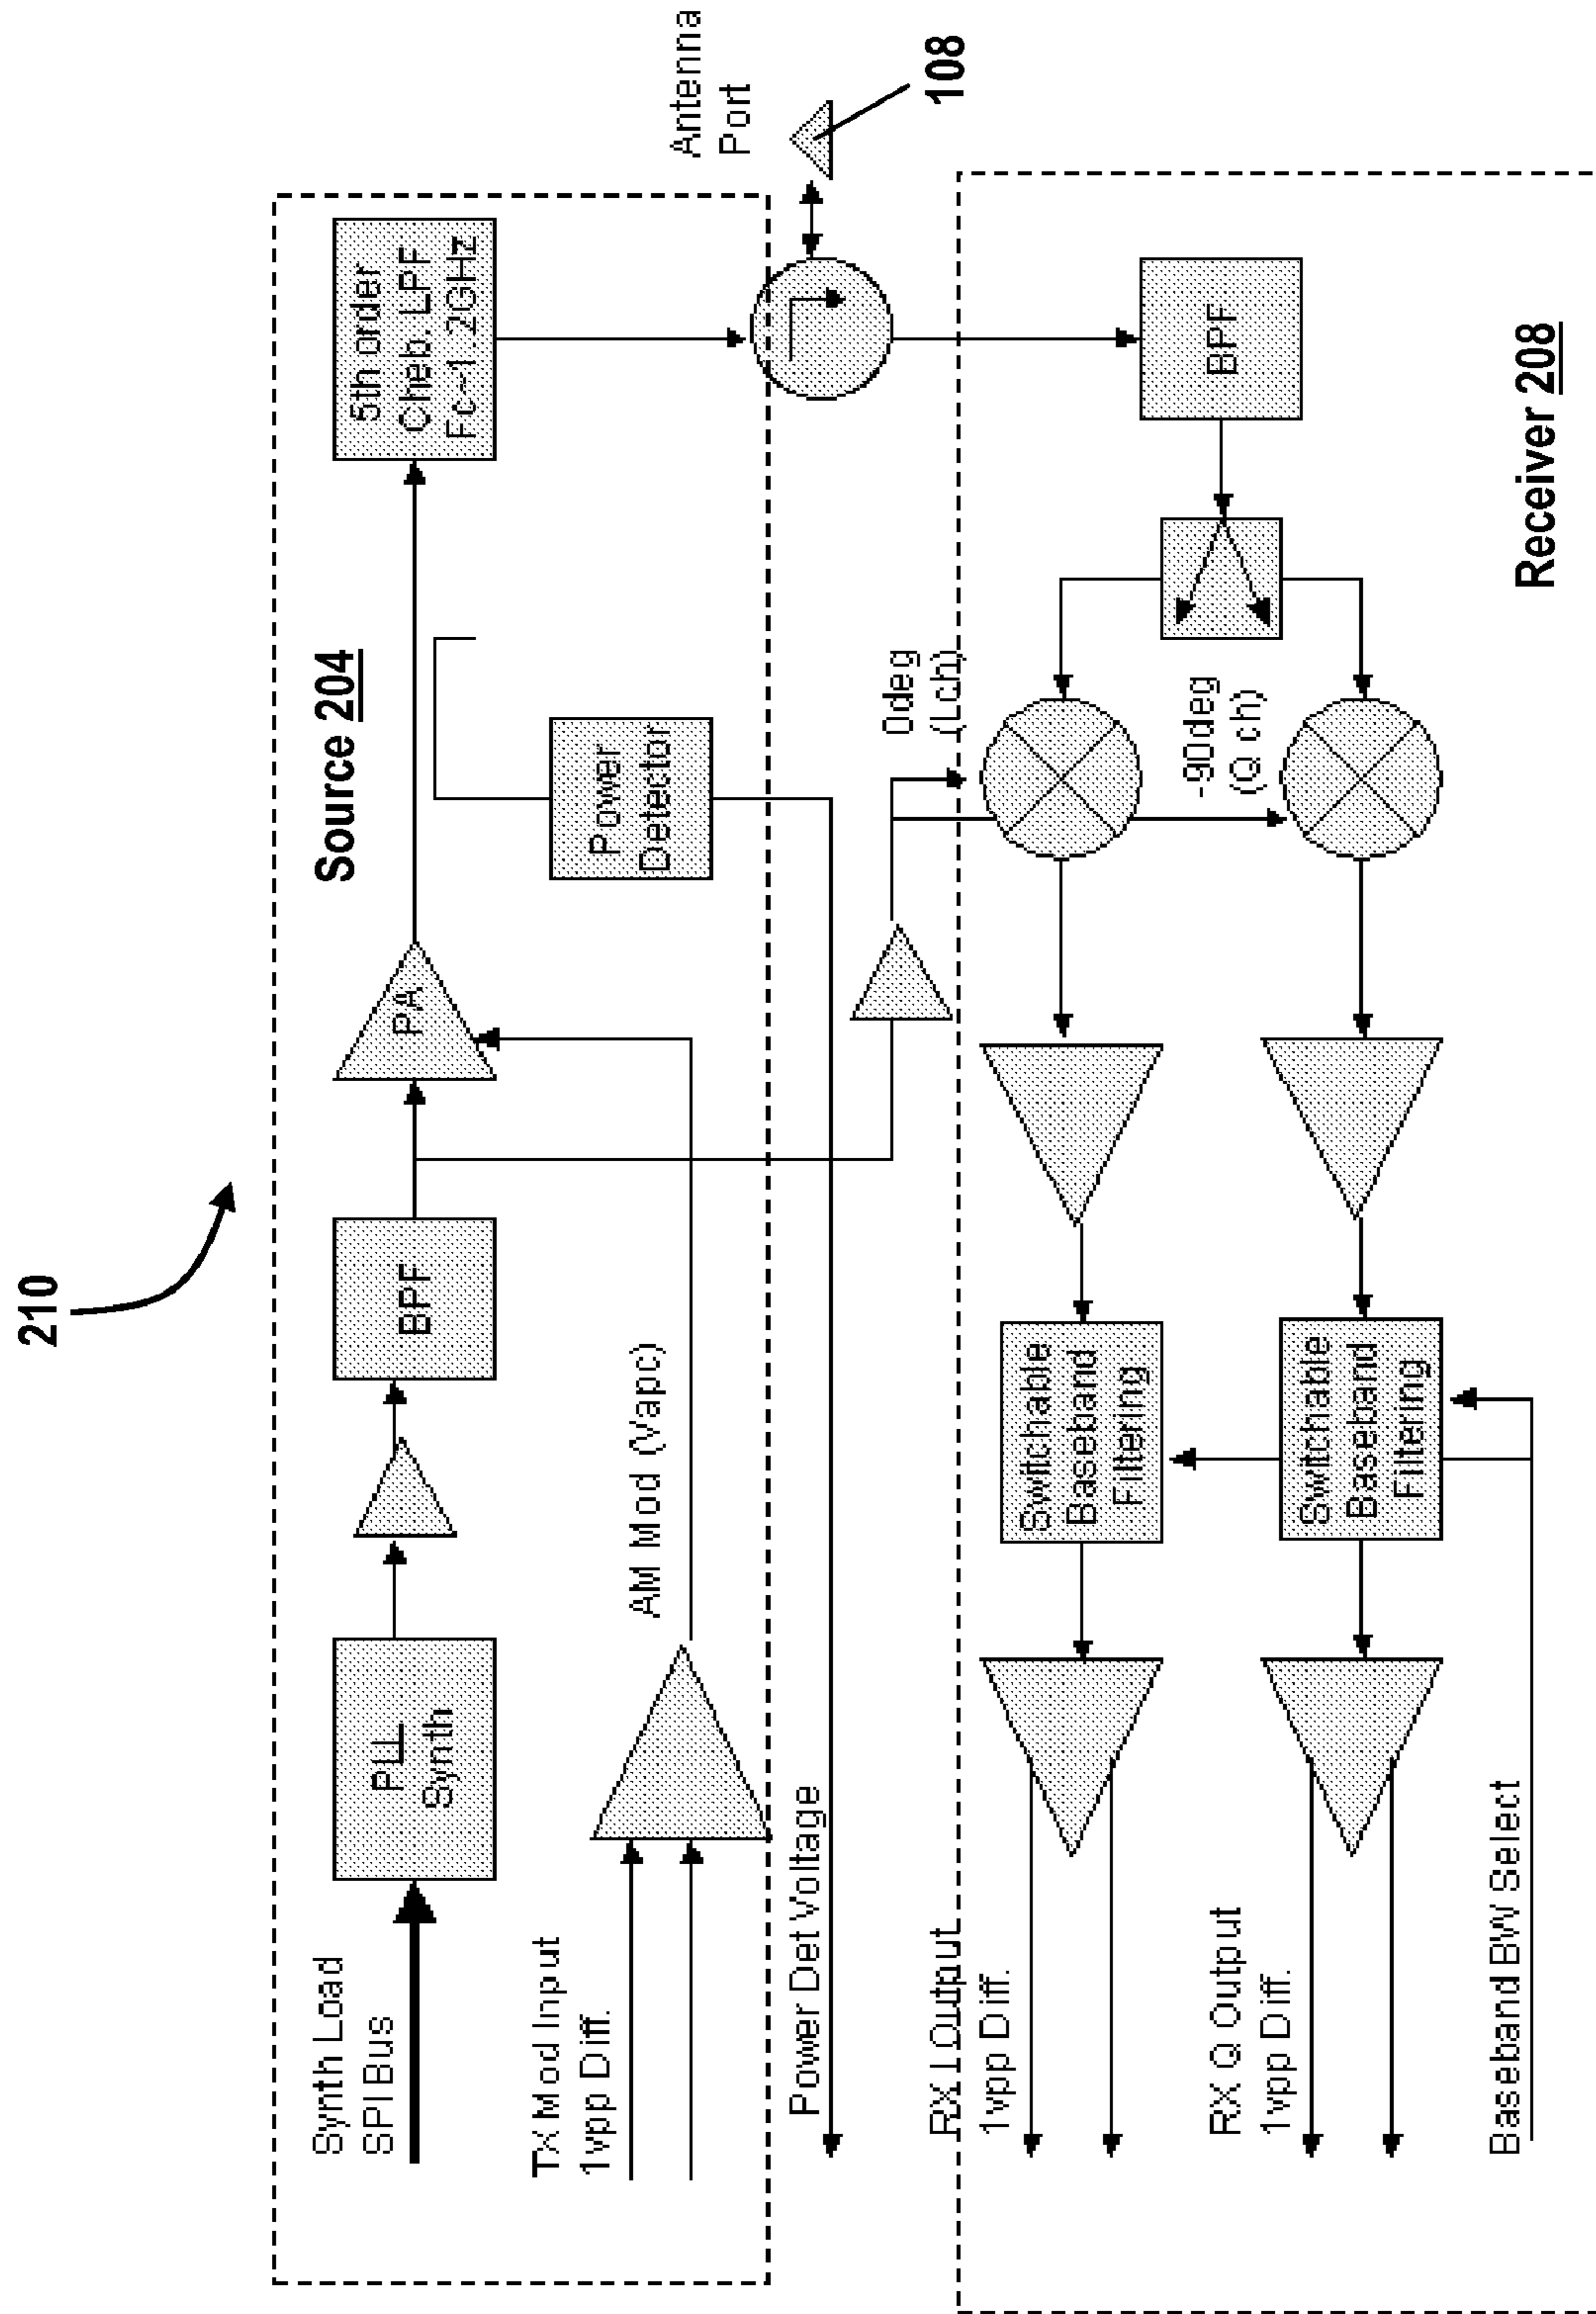 210
Synth Load
SPI Bus
PLL
Synth
BPF
PA
Source 204
5th order
Cheb. LPF
Fc~1.2GHz
TX Mod Input
1vpp Diff.
AM Mod (Vapc)
Power
Detector
Antenna
Port
108
Power Det Voltage
0deg
(I,ch)
RX I Output
1vpp Diff.
Switchable
Baseband
Filtering
-90deg
(Q ch)
BPF
RX Q Output
1vpp Diff.
Switchable
Baseband
Filtering
Baseband BW Select
Receiver 208